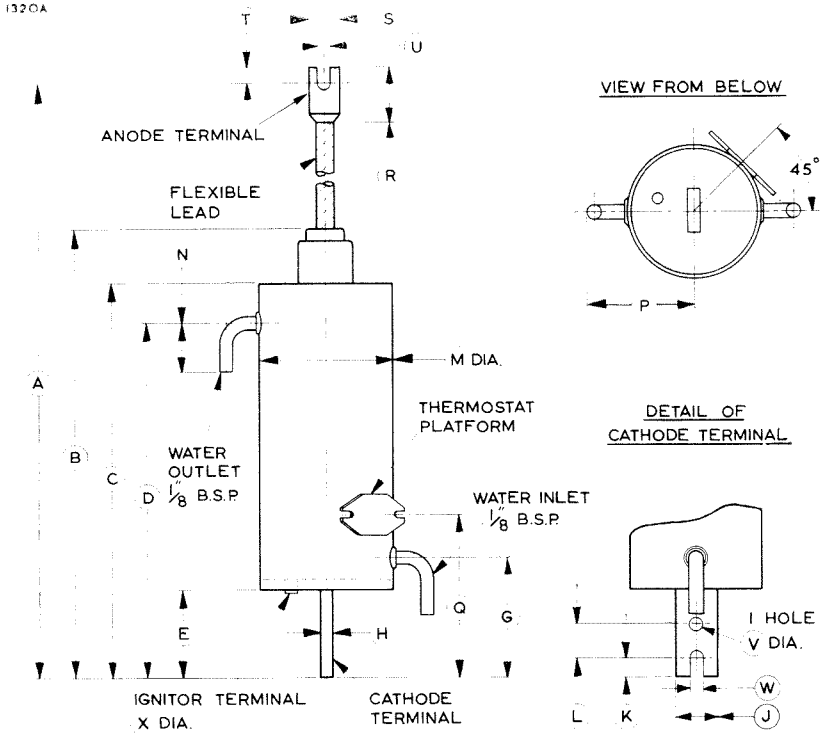 1320A
T
S
U
VIEW FROM BELOW
ANODE TERMINAL
R
45°
FLEXIBLE
LEAD
N
P
M DIA.
A
THERMOSTAT
PLATFORM
DETAIL OF
CATHODE TERMINAL
B
C
D
WATER
OUTLET
1/8" B.S.P.
WATER INLET
1/8" B.S.P.
E
H
Q
G
1 HOLE
V DIA.
W
L
K
J
IGNITOR TERMINAL
X DIA.
CATHODE
TERMINAL